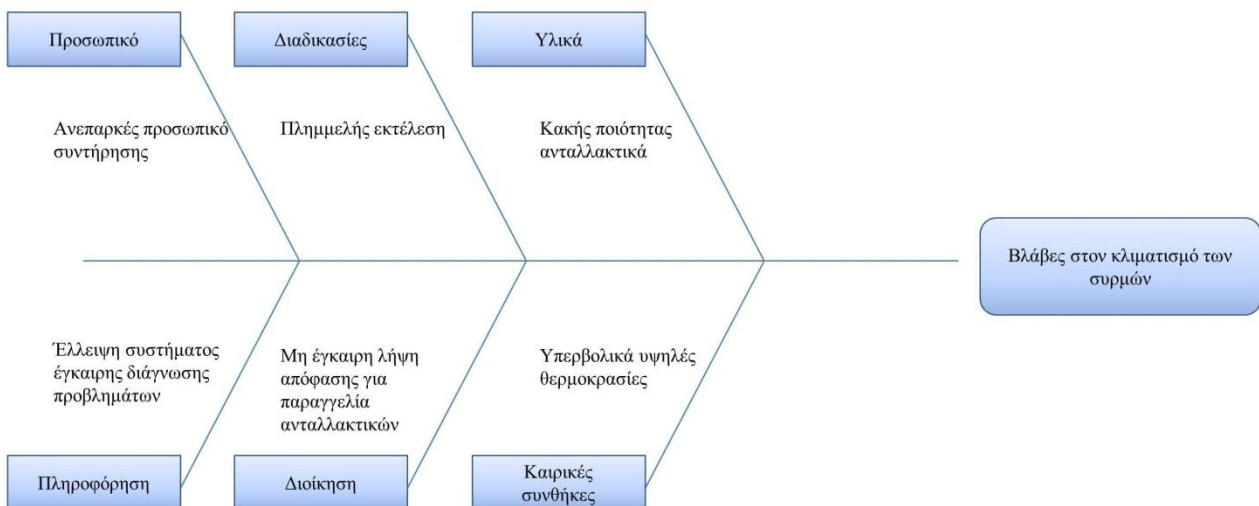 Προσωπικό
Διαδικασίες
Υλικά
Ανεπαρκές προσωπικό
συντήρησης
Πλημμελής εκτέλεση
Κακής ποιότητας
ανταλλακτικά
Βλάβες στον κλιματισμό των
συρμών
Έλλειψη συστήματος
έγκαιρης διάγνωσης
προβλημάτων
Μη έγκαιρη λήψη
απόφασης για
παραγγελία
ανταλλακτικών
Υπερβολικά υψηλές
θερμοκρασίες
Πληροφόρηση
Διοίκηση
Καιρικές
συνθήκες